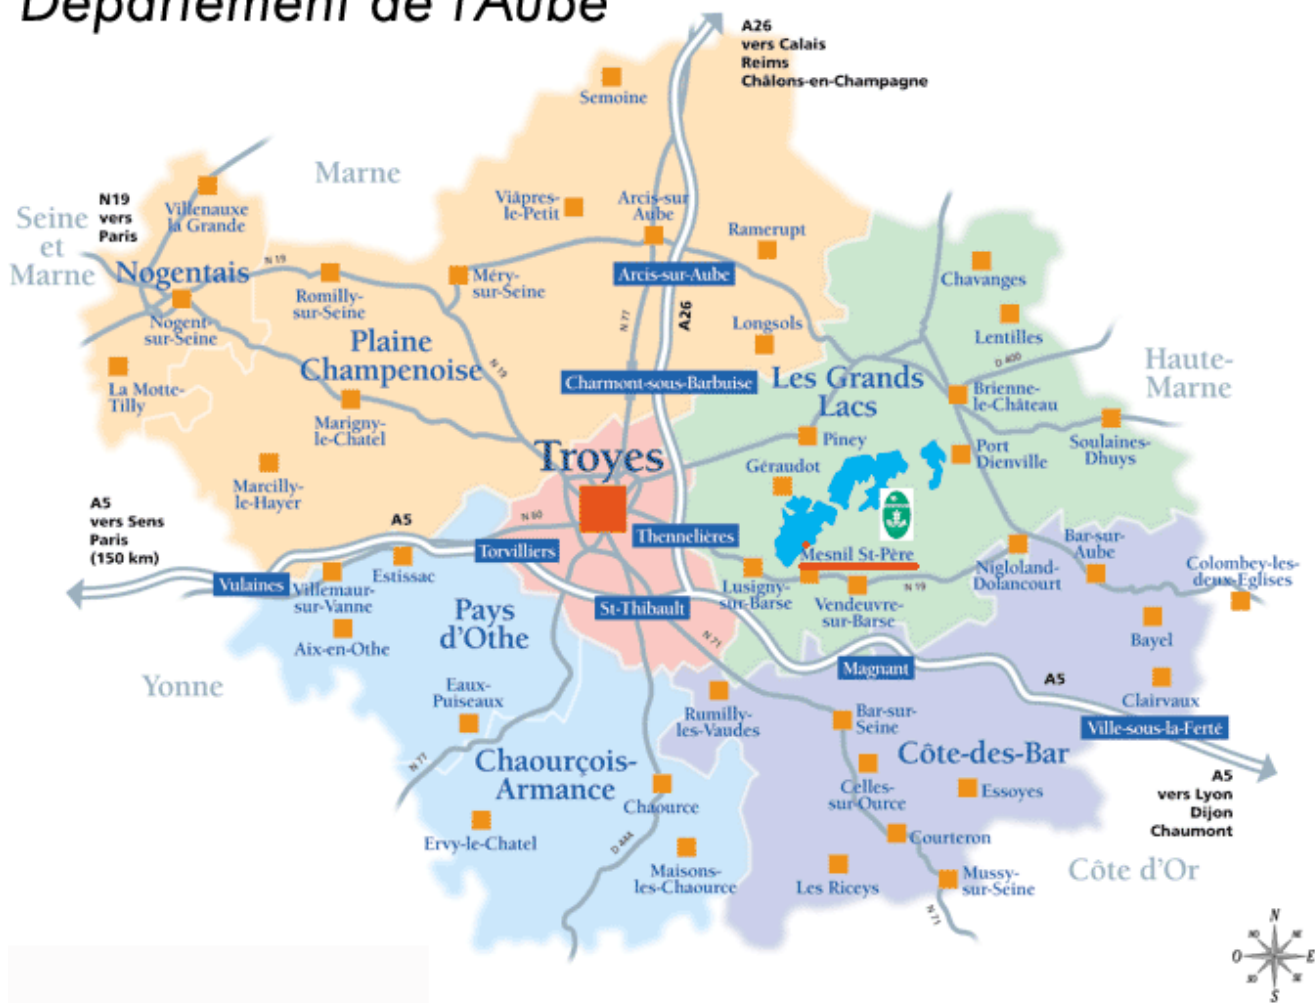 Département de l'Aube
A26
vers Calais
Reims
Châlons-en-Champagne
Semoine
Marne
N19
vers
Paris
Seine
et
Marne
Villenauxe
la Grande
Viâpres-
le-Petit
Arcis-sur
Aube
Ramerupt
Nogentais
N 19
Romilly-
sur-Seine
Méry-
sur-Seine
Arcis-sur-Aube
Chavanges
Nogent-
sur-Seine
N 77
A26
Longsols
Lentilles
Plaine
Champenoise
N 19
D 400
Haute-
Marne
La Motte-
Tilly
Charmont-sous-Barbuise
Les Grands
Lacs
Brienne-
le-Château
Marigny-
le-Chatel
Piney
Port
Dienville
Soulaines-
Dhuys
Troyes
Géraudot
Marcilly-
le-Hayer
A5
vers Sens
Paris
(150 km)
A5
N 60
Torvilliers
Thennelières
Mesnil St-Père
Bar-sur-
Aube
Nigloland-
Dolancourt
Colombey-les-
deux-Eglises
Vulaines
Villemaur-
sur-Vanne
Estissac
Lusigny-
sur-Barse
Vendeuvre-
sur-Barse
N 19
St-Thibault
Pays
d'Othe
Aix-en-Othe
N 71
Bayel
Magnant
Yonne
Eaux-
Puiseaux
A5
Clairvaux
Rumilly-
les-Vaudes
Bar-sur-
Seine
Ville-sous-la-Ferté
N 77
Chaourçois-
Armance
Côte-des-Bar
Chaource
Celles-
sur-Ource
Essoyes
A5
vers Lyon
Dijon
Chaumont
Ervy-le-Chatel
D 444
Courteron
Maisons-
les-Chaource
Les Riceys
Mussy-
sur-Seine
Côte d'Or
N 71
N
NO
NE
O
E
SO
SE
S